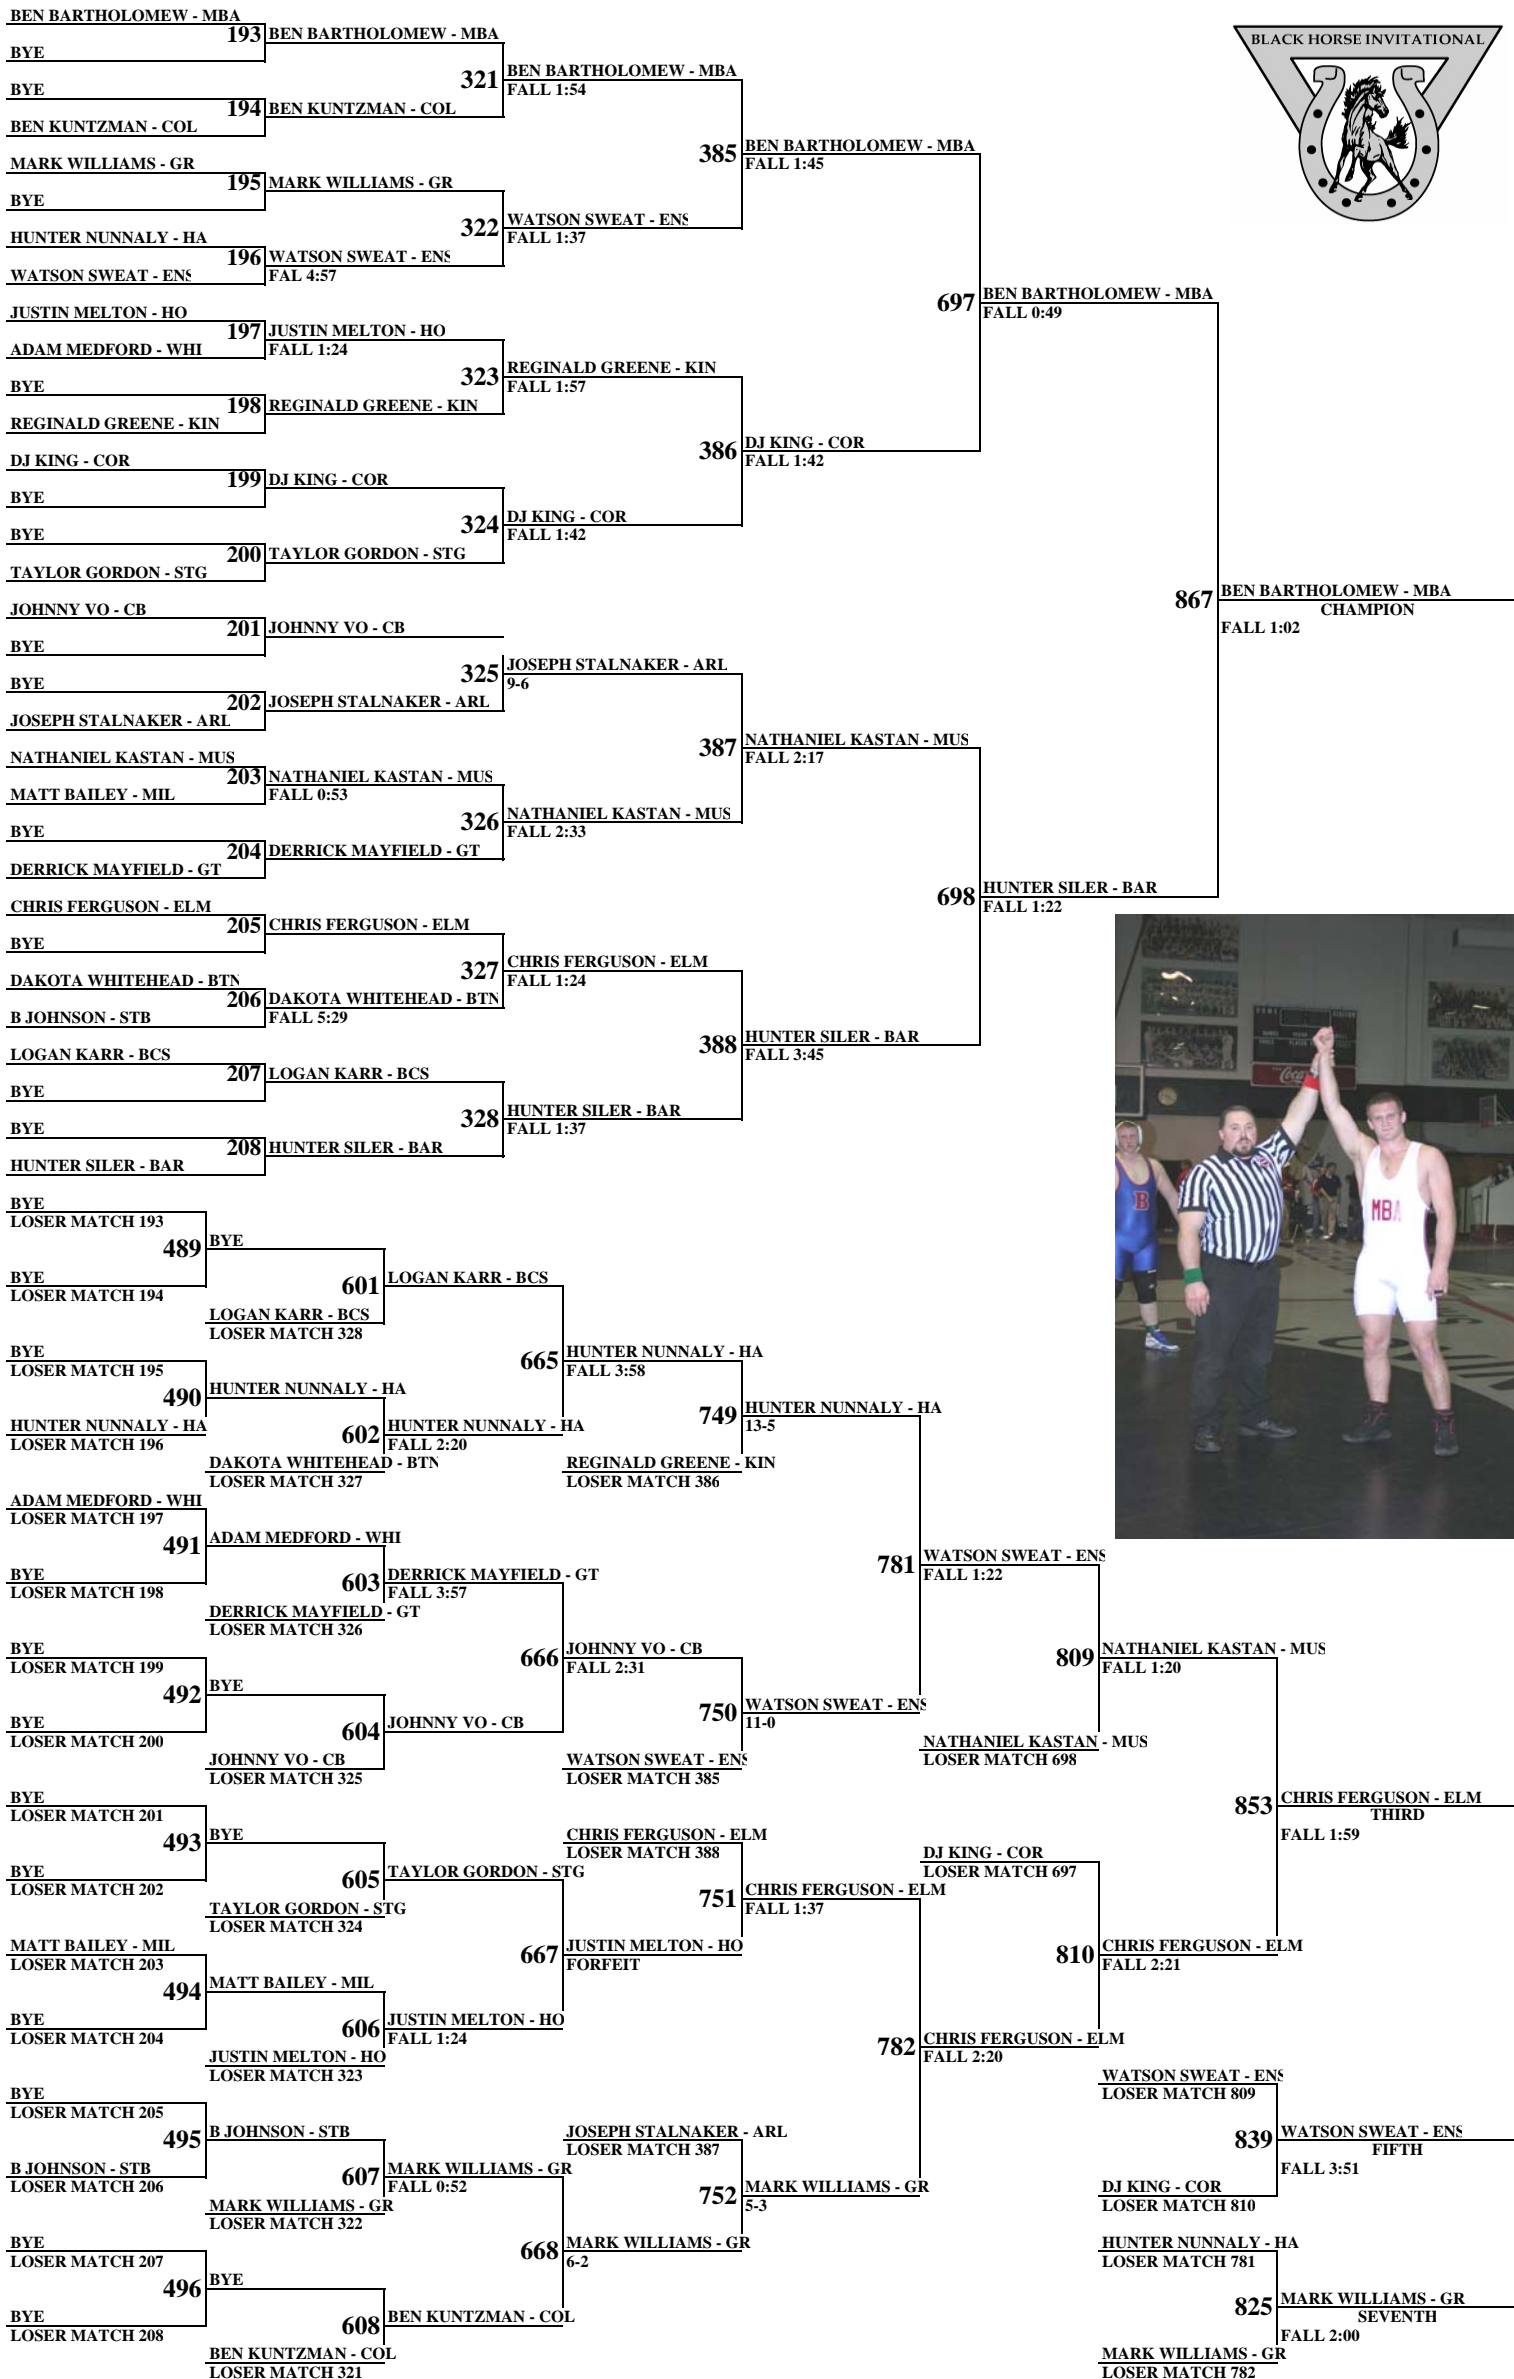 BLACK HORSE INVITATIONAL
BEN BARTHOLOMEW - MBA
BYE
193
BEN BARTHOLOMEW - MBA
BYE
BEN KUNTZMAN - COL
194
BEN KUNTZMAN - COL
MARK WILLIAMS - GR
BYE
195
MARK WILLIAMS - GR
HUNTER NUNNALY - HA
WATSON SWEAT - ENS
196
WATSON SWEAT - ENS
FAL 4:57
JUSTIN MELTON - HO
ADAM MEDFORD - WHI
197
JUSTIN MELTON - HO
FALL 1:24
BYE
REGINALD GREENE - KIN
198
REGINALD GREENE - KIN
DJ KING - COR
BYE
199
DJ KING - COR
BYE
TAYLOR GORDON - STG
200
TAYLOR GORDON - STG
JOHNNY VO - CB
BYE
201
JOHNNY VO - CB
BYE
JOSEPH STALNAKER - ARL
202
JOSEPH STALNAKER - ARL
NATHANIEL KASTAN - MUS
MATT BAILEY - MIL
203
NATHANIEL KASTAN - MUS
FALL 0:53
BYE
DERRICK MAYFIELD - GT
204
DERRICK MAYFIELD - GT
CHRIS FERGUSON - ELM
BYE
205
CHRIS FERGUSON - ELM
DAKOTA WHITEHEAD - BTN
B JOHNSON - STB
206
DAKOTA WHITEHEAD - BTN
FALL 5:29
LOGAN KARR - BCS
BYE
207
LOGAN KARR - BCS
BYE
HUNTER SILER - BAR
208
HUNTER SILER - BAR
321
BEN BARTHOLOMEW - MBA
FALL 1:54
322
WATSON SWEAT - ENS
FALL 1:37
323
REGINALD GREENE - KIN
FALL 1:57
324
DJ KING - COR
FALL 1:42
325
JOSEPH STALNAKER - ARL
9-6
326
NATHANIEL KASTAN - MUS
FALL 2:33
327
CHRIS FERGUSON - ELM
FALL 1:24
328
HUNTER SILER - BAR
FALL 1:37
385
BEN BARTHOLOMEW - MBA
FALL 1:45
386
DJ KING - COR
FALL 1:42
387
NATHANIEL KASTAN - MUS
FALL 2:17
388
HUNTER SILER - BAR
FALL 3:45
697
BEN BARTHOLOMEW - MBA
FALL 0:49
698
HUNTER SILER - BAR
FALL 1:22
867
BEN BARTHOLOMEW - MBA
CHAMPION
FALL 1:02
Coca
B
MBA
BYE
LOSER MATCH 193
489
BYE
BYE
LOSER MATCH 194
BYE
LOSER MATCH 195
490
HUNTER NUNNALY - HA
HUNTER NUNNALY - HA
LOSER MATCH 196
ADAM MEDFORD - WHI
LOSER MATCH 197
491
ADAM MEDFORD - WHI
BYE
LOSER MATCH 198
BYE
LOSER MATCH 199
492
BYE
BYE
LOSER MATCH 200
BYE
LOSER MATCH 201
493
BYE
BYE
LOSER MATCH 202
MATT BAILEY - MIL
LOSER MATCH 203
494
MATT BAILEY - MIL
BYE
LOSER MATCH 204
BYE
LOSER MATCH 205
495
B JOHNSON - STB
B JOHNSON - STB
LOSER MATCH 206
BYE
LOSER MATCH 207
496
BYE
BYE
LOSER MATCH 208
601
LOGAN KARR - BCS
LOGAN KARR - BCS
LOSER MATCH 328
602
HUNTER NUNNALY - HA
FALL 2:20
DAKOTA WHITEHEAD - BTN
LOSER MATCH 327
603
DERRICK MAYFIELD - GT
FALL 3:57
DERRICK MAYFIELD - GT
LOSER MATCH 326
604
JOHNNY VO - CB
JOHNNY VO - CB
LOSER MATCH 325
605
TAYLOR GORDON - STG
TAYLOR GORDON - STG
LOSER MATCH 324
606
JUSTIN MELTON - HO
FALL 1:24
JUSTIN MELTON - HO
LOSER MATCH 323
607
MARK WILLIAMS - GR
FALL 0:52
MARK WILLIAMS - GR
LOSER MATCH 322
608
BEN KUNTZMAN - COL
BEN KUNTZMAN - COL
LOSER MATCH 321
665
HUNTER NUNNALY - HA
FALL 3:58
666
JOHNNY VO - CB
FALL 2:31
667
JUSTIN MELTON - HO
FORFEIT
668
MARK WILLIAMS - GR
6-2
749
HUNTER NUNNALY - HA
13-5
REGINALD GREENE - KIN
LOSER MATCH 386
750
WATSON SWEAT - ENS
11-0
WATSON SWEAT - ENS
LOSER MATCH 385
CHRIS FERGUSON - ELM
LOSER MATCH 388
751
CHRIS FERGUSON - ELM
FALL 1:37
JOSEPH STALNAKER - ARL
LOSER MATCH 387
752
MARK WILLIAMS - GR
5-3
781
WATSON SWEAT - ENS
FALL 1:22
782
CHRIS FERGUSON - ELM
FALL 2:20
809
NATHANIEL KASTAN - MUS
FALL 1:20
NATHANIEL KASTAN - MUS
LOSER MATCH 698
DJ KING - COR
LOSER MATCH 697
810
CHRIS FERGUSON - ELM
FALL 2:21
853
CHRIS FERGUSON - ELM
THIRD
FALL 1:59
WATSON SWEAT - ENS
LOSER MATCH 809
839
WATSON SWEAT - ENS
FIFTH
FALL 3:51
DJ KING - COR
LOSER MATCH 810
HUNTER NUNNALY - HA
LOSER MATCH 781
825
MARK WILLIAMS - GR
SEVENTH
FALL 2:00
MARK WILLIAMS - GR
LOSER MATCH 782